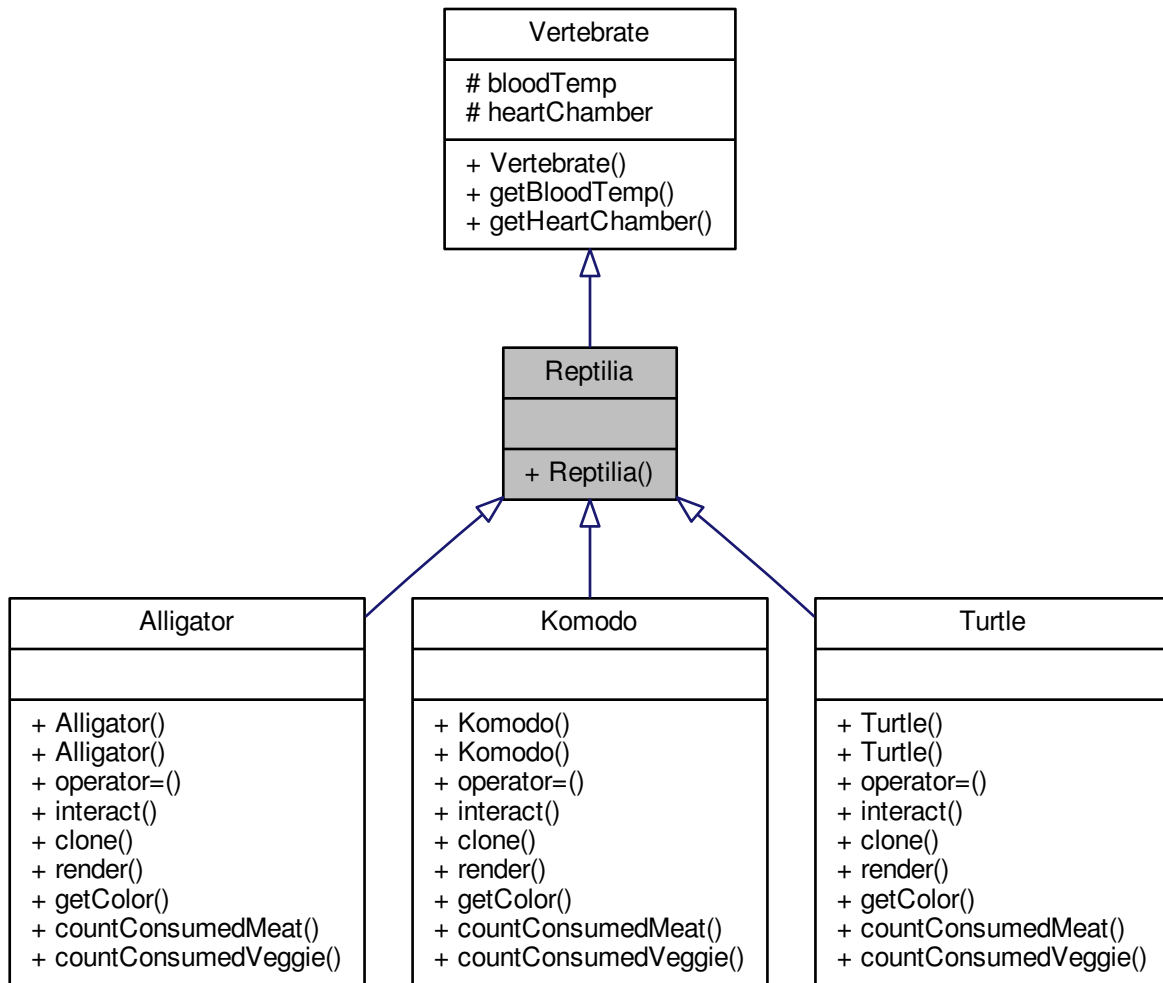 Vertebrate
# bloodTemp
# heartChamber
+ Vertebrate()
+ getBloodTemp()
+ getHeartChamber()
Reptilia
+ Reptilia()
Alligator
+ Alligator()
+ Alligator()
+ operator=()
+ interact()
+ clone()
+ render()
+ getColor()
+ countConsumedMeat()
+ countConsumedVeggie()
Komodo
+ Komodo()
+ Komodo()
+ operator=()
+ interact()
+ clone()
+ render()
+ getColor()
+ countConsumedMeat()
+ countConsumedVeggie()
Turtle
+ Turtle()
+ Turtle()
+ operator=()
+ interact()
+ clone()
+ render()
+ getColor()
+ countConsumedMeat()
+ countConsumedVeggie()